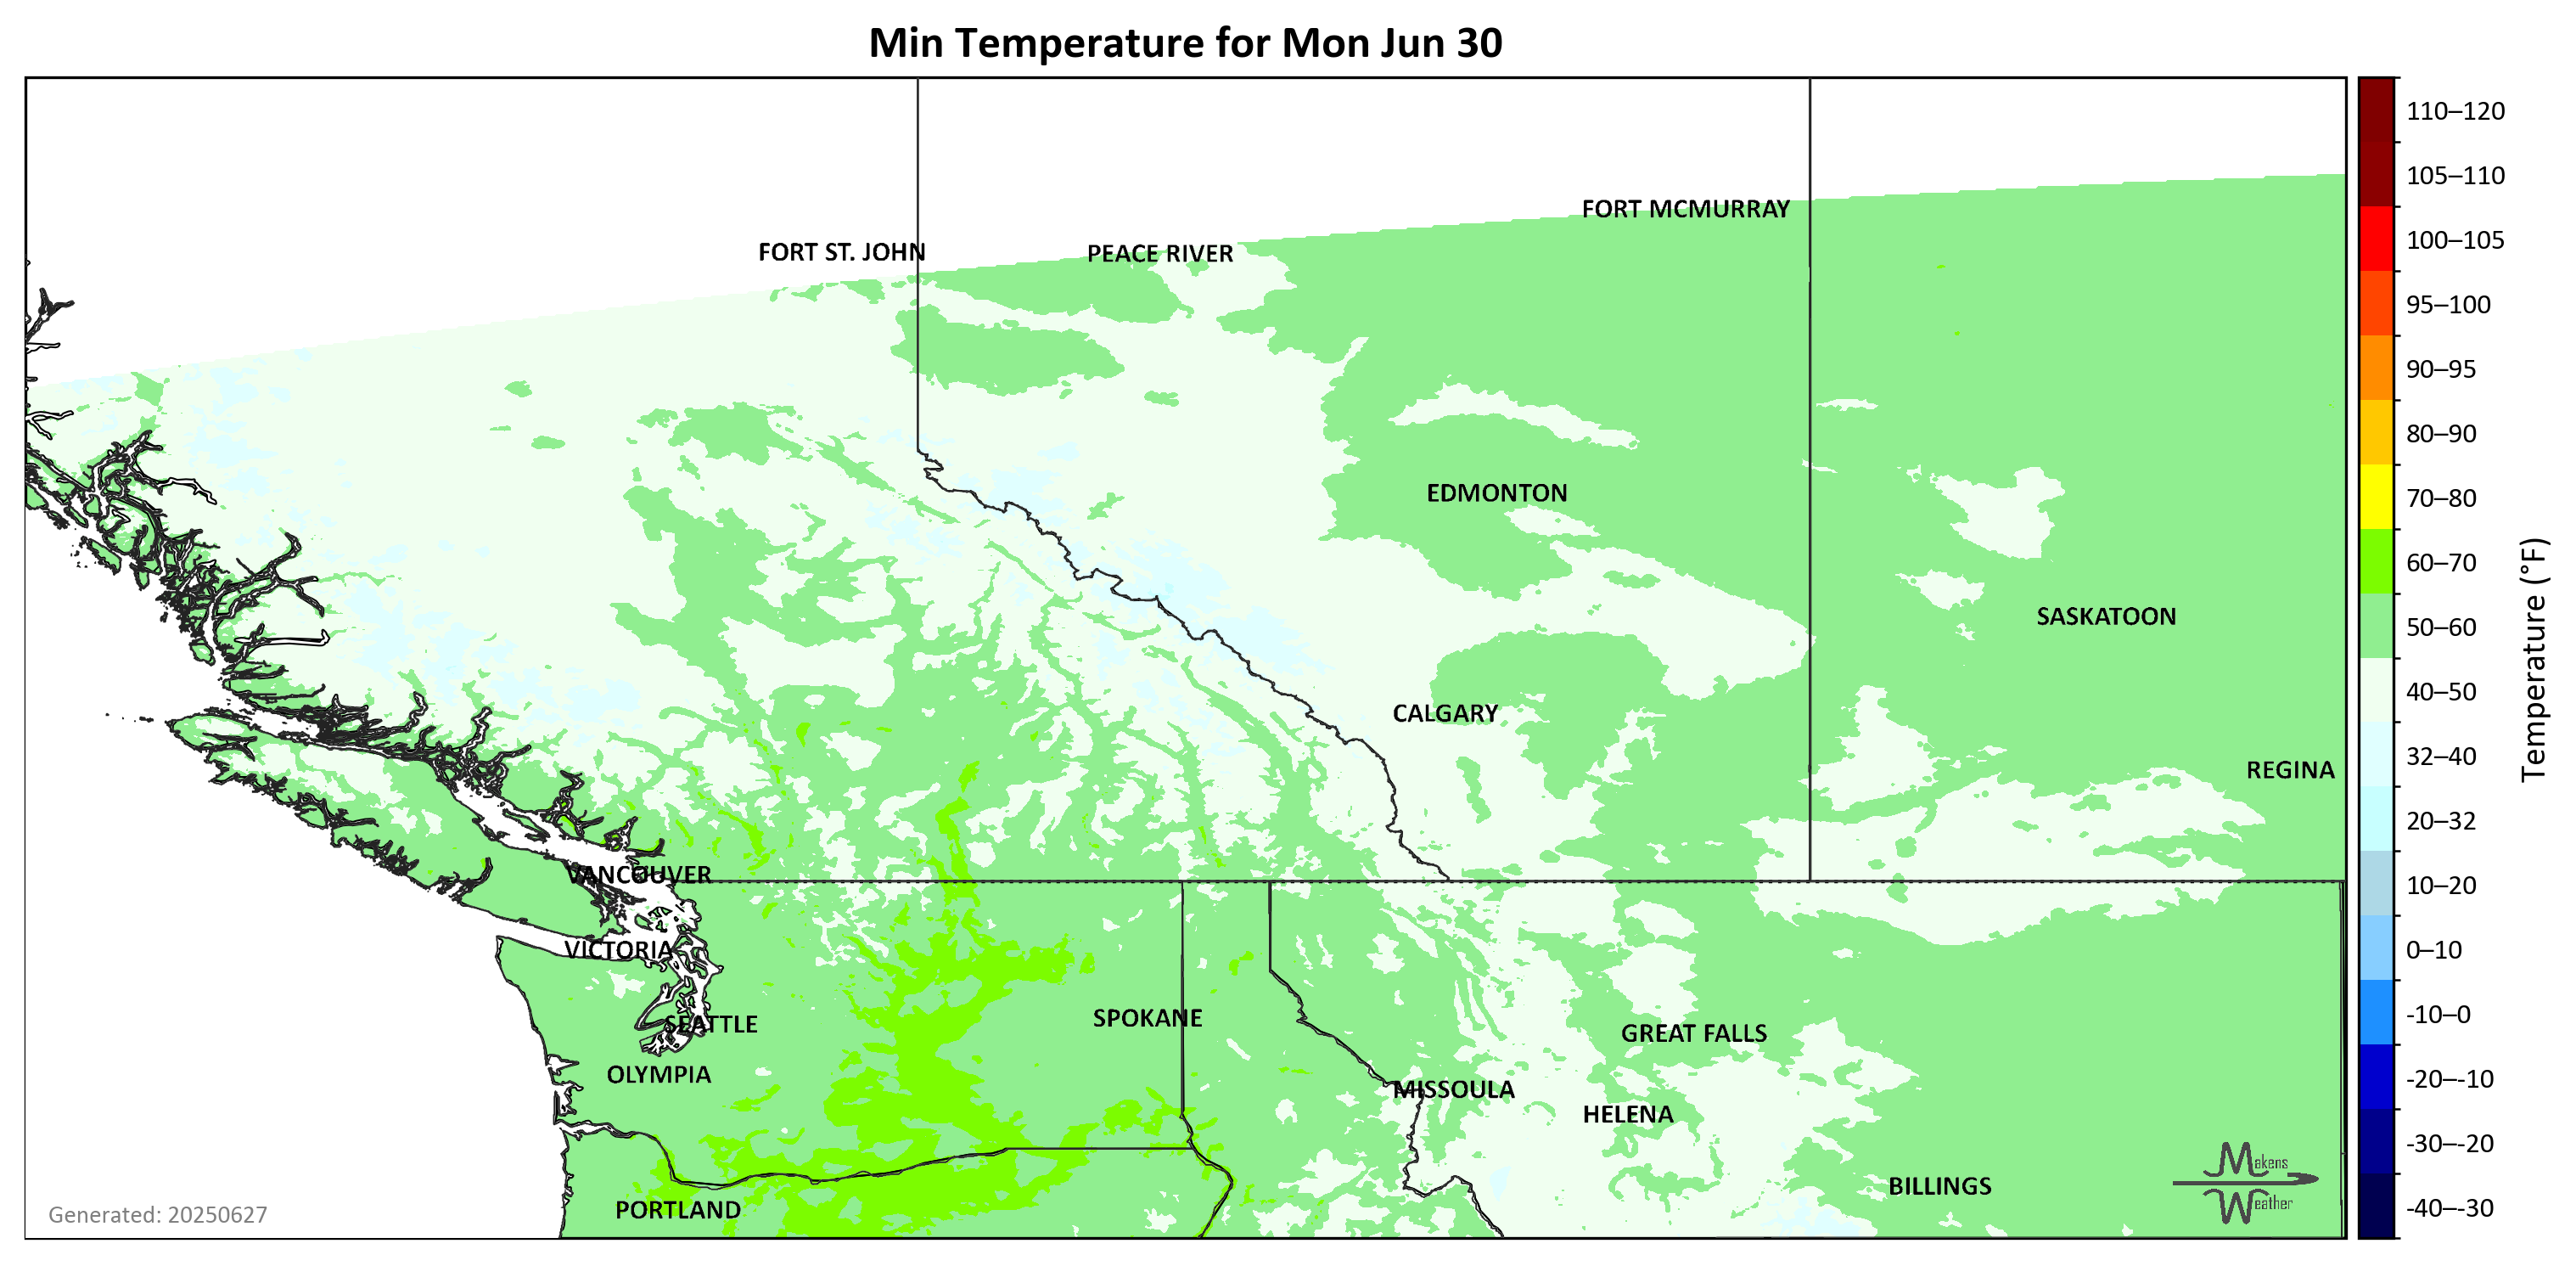 Min Temperature for Mon Jun 30
110–120
105–110
100–105
95–100
90–95
80–90
70–80
60–70
50–60
40–50
32–40
20–32
10–20
0–10
-10–0
-20–-10
-30–-20
-40–-30
Temperature (°F)
FORT MCMURRAY
FORT ST. JOHN
PEACE RIVER
EDMONTON
SASKATOON
CALGARY
REGINA
VANCOUVER
VICTORIA
SEATTLE
SPOKANE
GREAT FALLS
OLYMPIA
MISSOULA
HELENA
BILLINGS
PORTLAND
Makens
Weather
Generated: 20250627